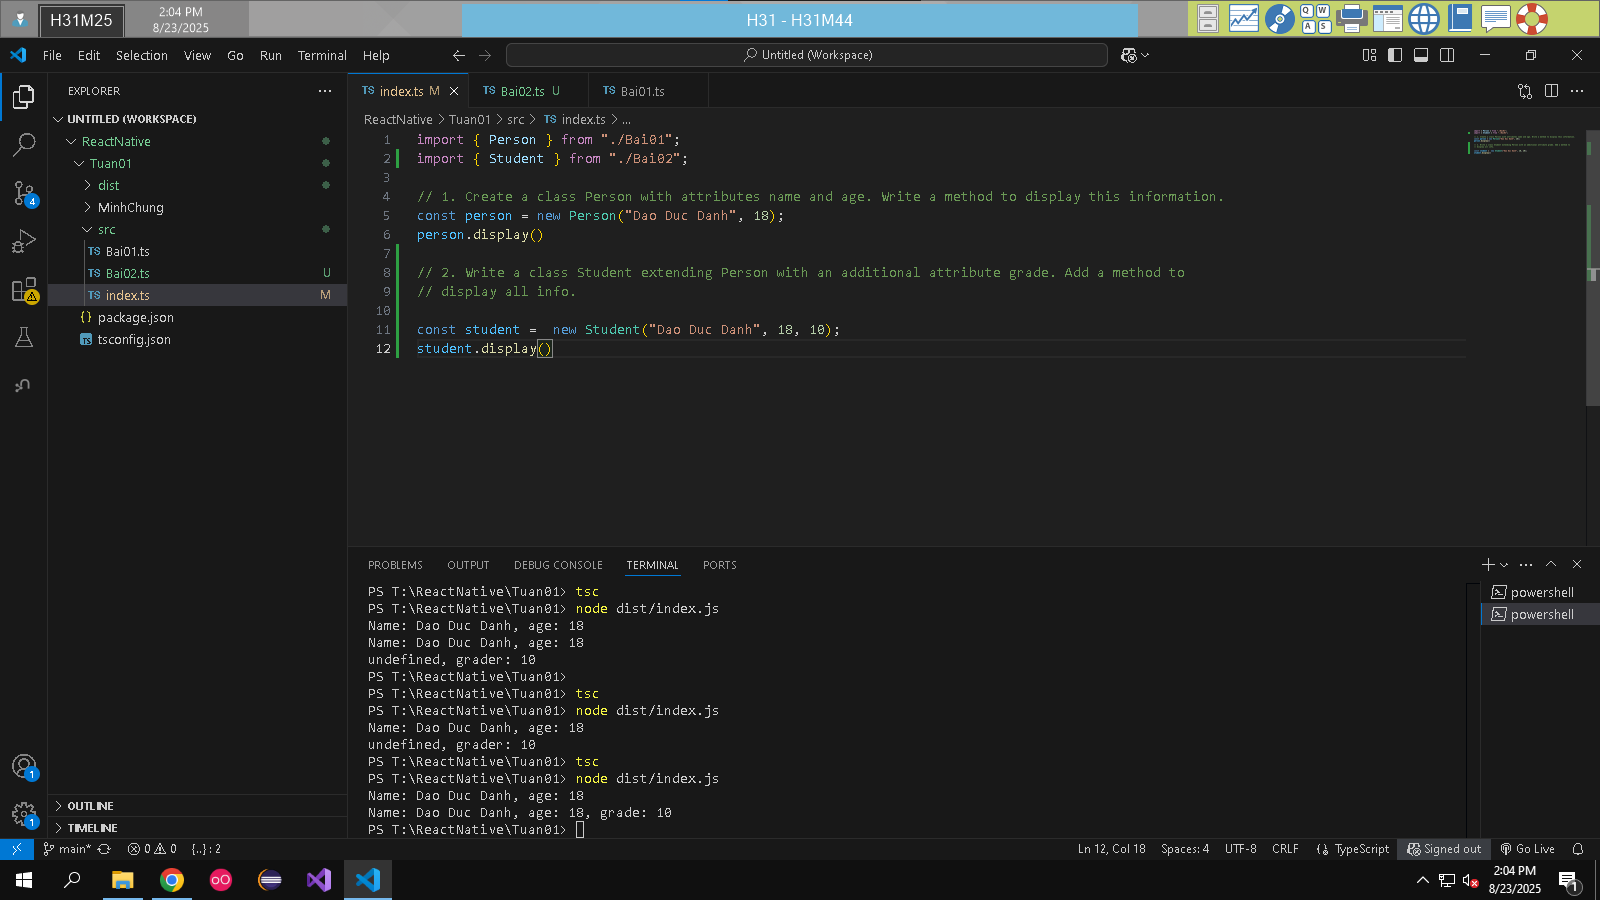 H31M25
2:04 PM
8/23/2025
H31 - H31M44
Q W
A S
File Edit Selection View Go Run Terminal Help
Untitled (Workspace)
EXPLORER
UNTITLED (WORKSPACE)
ReactNative
Tuan01
dist
MinhChung
src
TS Bai01.ts
TS Bai02.ts U
TS index.ts M
{} package.json
TS tsconfig.json
OUTLINE
TIMELINE
4
1
1
TS index.ts M
TS Bai02.ts U
TS Bai01.ts
ReactNative > Tuan01 > src > TS index.ts > ...
1 import { Person } from "./Bai01";
2 import { Student } from "./Bai02";
3
4 // 1. Create a class Person with attributes name and age. Write a method to display this information.
5 const person = new Person("Dao Duc Danh", 18);
6 person.display()
7
8 // 2. Write a class Student extending Person with an additional attribute grade. Add a method to
9 // display all info.
10
11 const student =  new Student("Dao Duc Danh", 18, 10);
12 student.display()
PROBLEMS OUTPUT DEBUG CONSOLE TERMINAL PORTS
PS T:\ReactNative\Tuan01> tsc
PS T:\ReactNative\Tuan01> node dist/index.js
Name: Dao Duc Danh, age: 18
Name: Dao Duc Danh, age: 18
undefined, grader: 10
PS T:\ReactNative\Tuan01>
PS T:\ReactNative\Tuan01> tsc
PS T:\ReactNative\Tuan01> node dist/index.js
Name: Dao Duc Danh, age: 18
undefined, grader: 10
PS T:\ReactNative\Tuan01> tsc
PS T:\ReactNative\Tuan01> node dist/index.js
Name: Dao Duc Danh, age: 18
Name: Dao Duc Danh, age: 18, grade: 10
PS T:\ReactNative\Tuan01>
powershell
powershell
main* 0 0 {..} : 2
Ln 12, Col 18 Spaces: 4 UTF-8 CRLF TypeScript Signed out Go Live
2:04 PM
8/23/2025
1